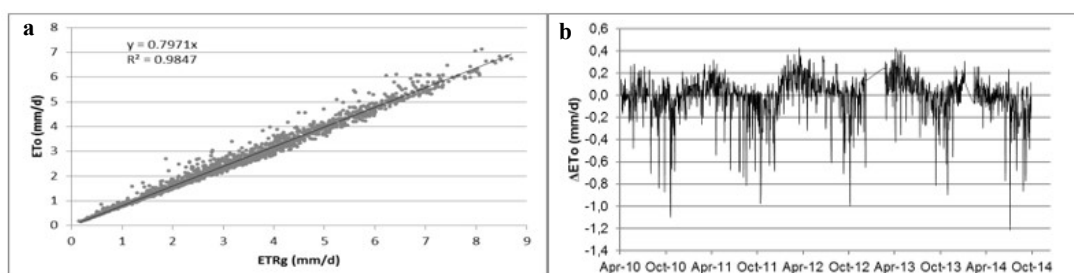 a
y = 0.7971x
R² = 0.9847
8
7
6
5
4
3
2
1
0
ETo (mm/d)
0 1 2 3 4 5 6 7 8 9
ETRg (mm/d)
b
0,6
0,4
0,2
0,0
-0,2
-0,4
-0,6
-0,8
-1,0
-1,2
-1,4
ΔETo (mm/d)
Apr-10 Oct-10 Apr-11 Oct-11 Apr-12 Oct-12 Apr-13 Oct-13 Apr-14 Oct-14